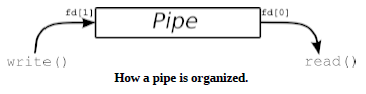 fd[1] Pipe fd[0]
write() read()
How a pipe is organized.